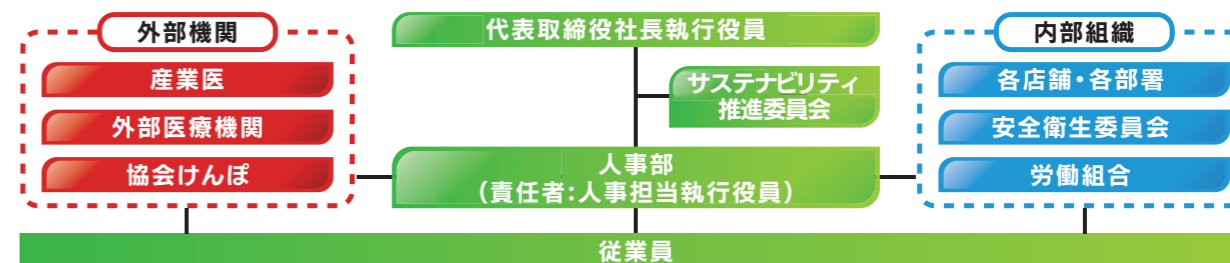 外部機関
産業医
外部医療機関
協会けんぽ
代表取締役社長執行役員
サステナビリティ
推進委員会
人事部
（責任者:人事担当執行役員）
内部組織
各店舗・各部署
安全衛生委員会
労働組合
従業員